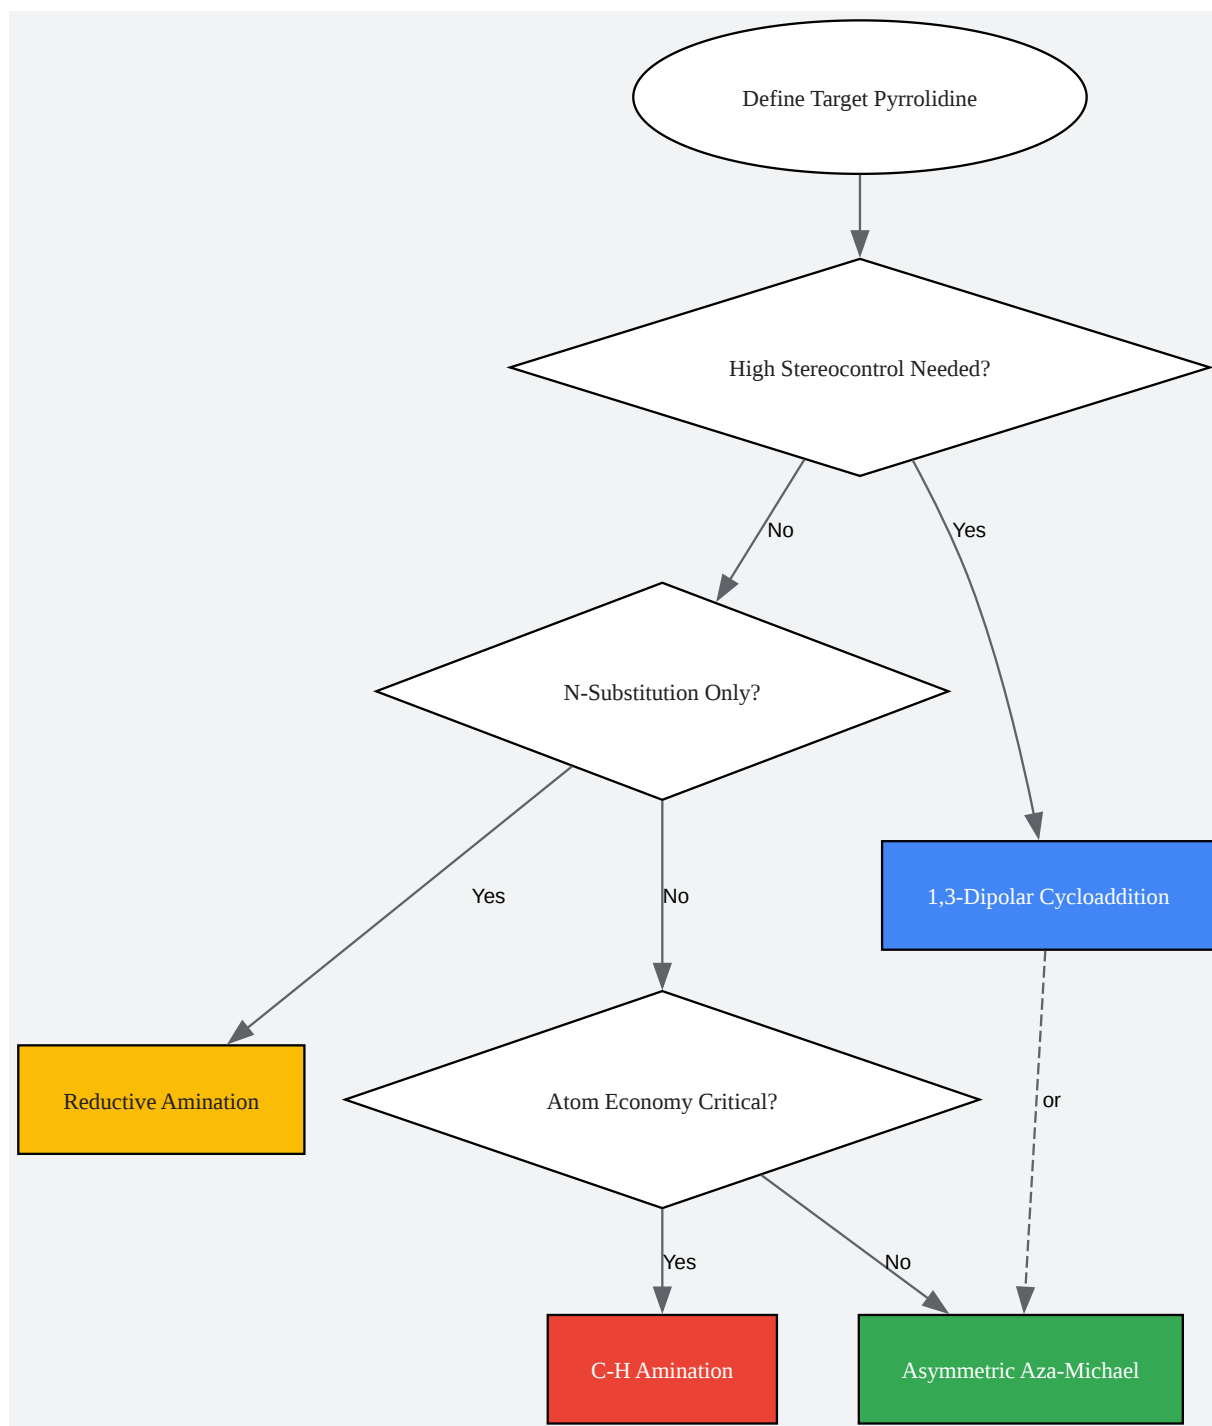 Define Target Pyrrolidine
High Stereocontrol Needed?
No
Yes
N-Substitution Only?
Yes
No
1,3-Dipolar Cycloaddition
Reductive Amination
Atom Economy Critical?
or
Yes
No
C-H Amination
Asymmetric Aza-Michael